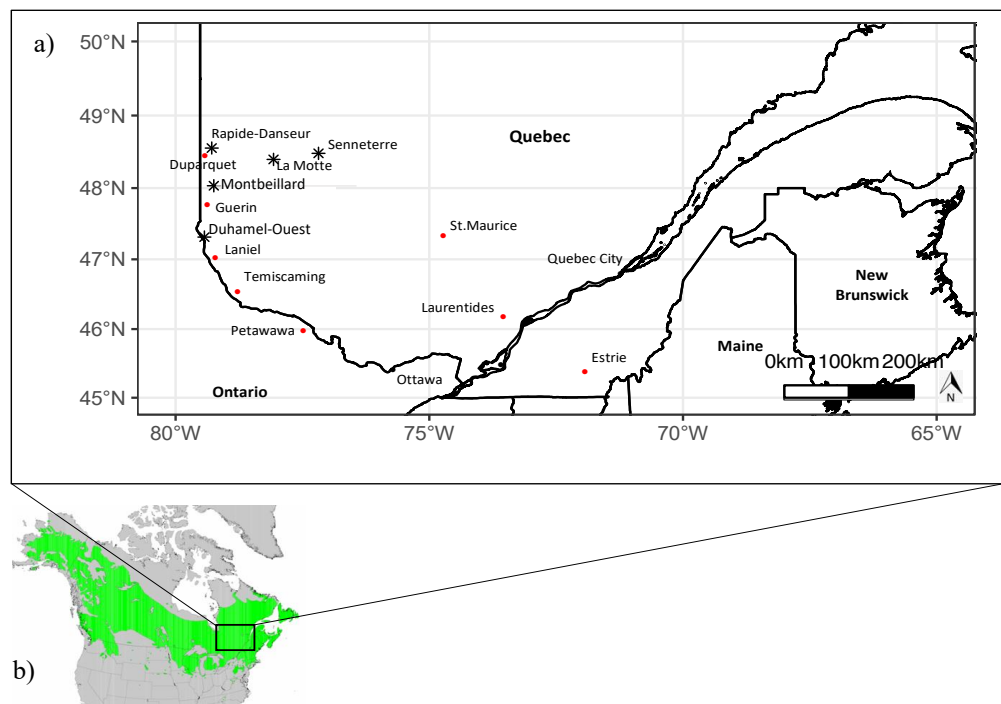 a)
50°N
49°N
48°N
47°N
46°N
45°N
Rapide-Danseur
Senneterre
Quebec
Duparquet
La Motte
Montbeillard
Guerin
Duhamel-Ouest
St.Maurice
Laniel
Quebec City
Temiscaming
New
Brunswick
Laurentides
Petawawa
Maine
Estrie
0km 100km 200km
Ottawa
Ontario
N
80°W
75°W
70°W
65°W
b)